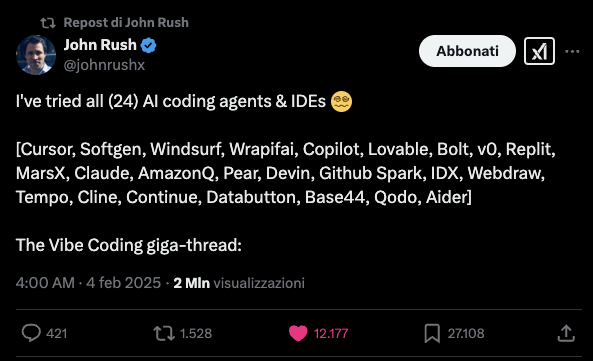 Repost di John Rush
John Rush
@johnrushx
Abbonati
I've tried all (24) AI coding agents & IDEs 😵‍💫
[Cursor, Softgen, Windsurf, Wrapifai, Copilot, Lovable, Bolt, v0, Replit,
MarsX, Claude, AmazonQ, Pear, Devin, Github Spark, IDX, Webdraw,
Tempo, Cline, Continue, Databutton, Base44, Qodo, Aider]
The Vibe Coding giga-thread:
4:00 AM · 4 feb 2025 · 2 Mln visualizzazioni
421 1.528 12.177 27.108